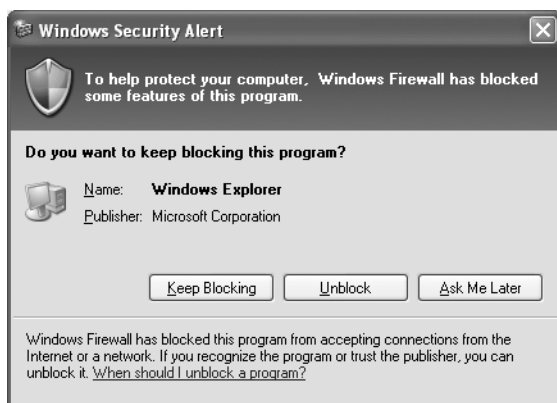 Windows Security Alert
To help protect your computer, Windows Firewall has blocked
some features of this program.
Do you want to keep blocking this program?
Name: Windows Explorer
Publisher: Microsoft Corporation
Keep Blocking Unblock Ask Me Later
Windows Firewall has blocked this program from accepting connections from the
Internet or a network. If you recognize the program or trust the publisher, you can
unblock it. When should I unblock a program?